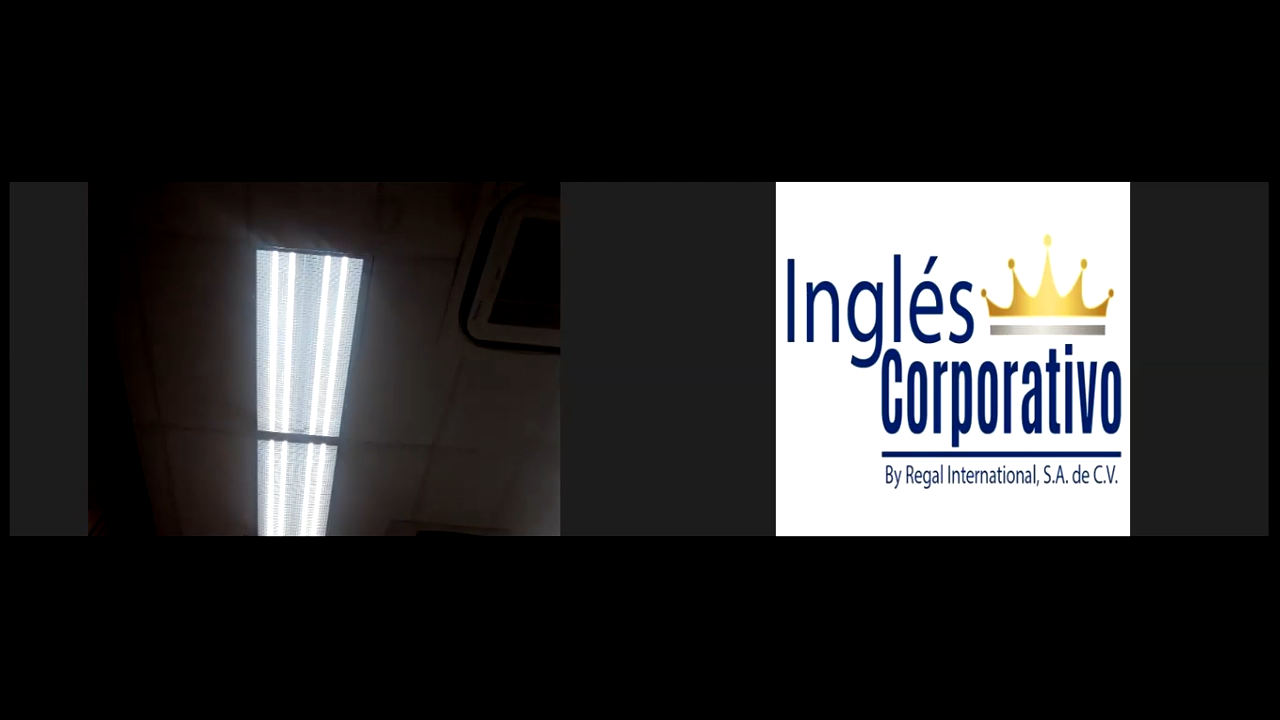 Inglés
Corporativo
By Regal International, S.A. de C.V.